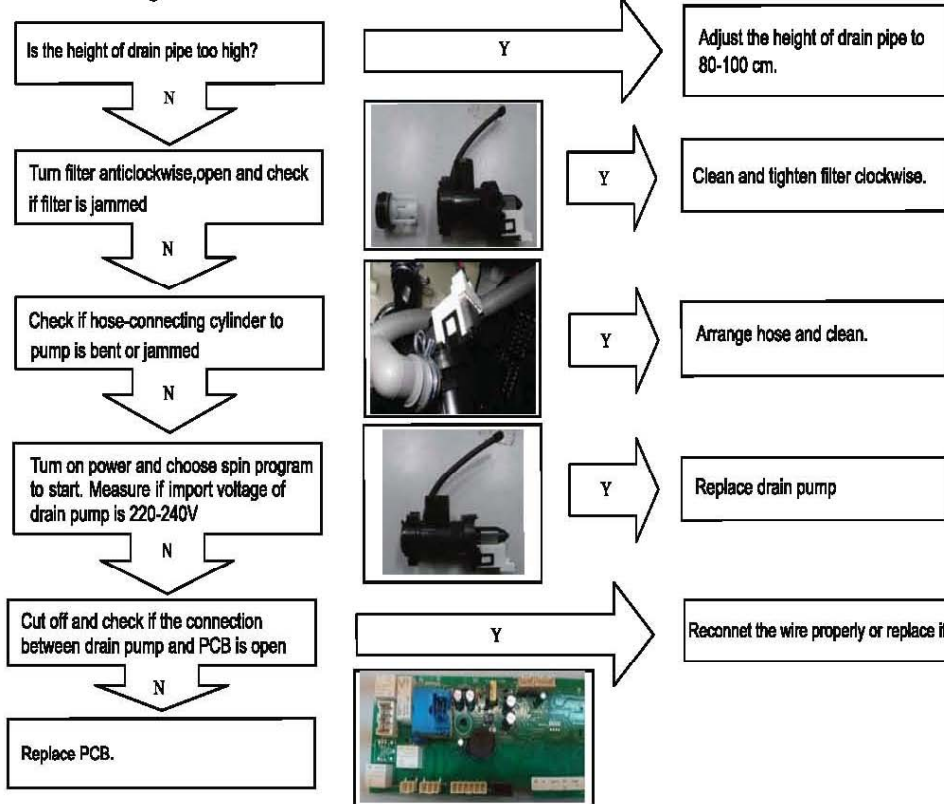 Is the height of drain pipe too high?
Y
Adjust the height of drain pipe to
80-100 cm.
N
Turn filter anticlockwise,open and check
if filter is jammed
Y
Clean and tighten filter clockwise.
N
Check if hose-connecting cylinder to
pump is bent or jammed
Y
Arrange hose and clean.
N
Turn on power and choose spin program
to start. Measure if import voltage of
drain pump is 220-240V
Y
Replace drain pump
N
Cut off and check if the connection
between drain pump and PCB is open
Y
Reconnet the wire properly or replace it
N
Replace PCB.